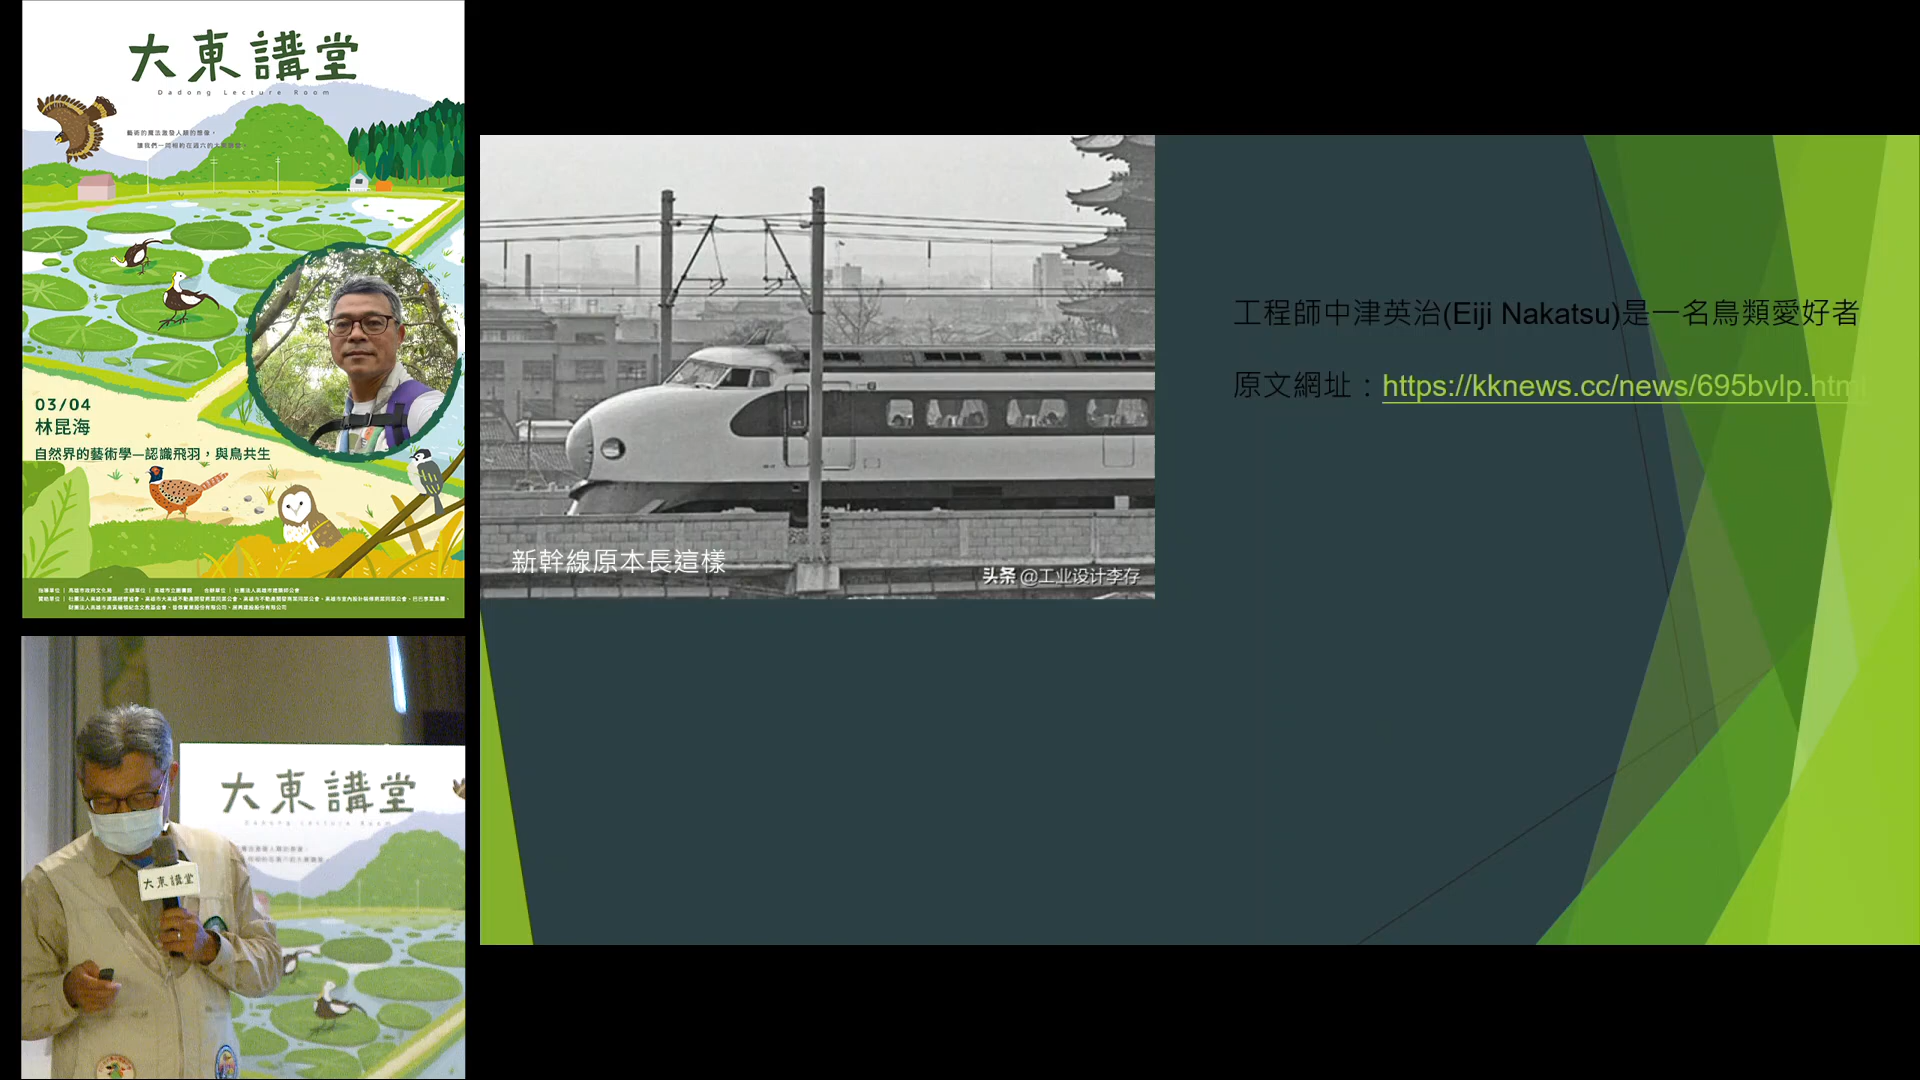 大東講堂
Dadong Lecture Room
藝術的魔法激發人類的想像，
讓我們一同相約在週六的大東講堂。
03/04
林昆海
自然界的藝術學—認識飛羽，與鳥共生
大東講堂
Dadong Lecture Room
大東講堂
新幹線原本長這樣
头条 @工业设计李存
工程師中津英治(Eiji Nakatsu)是一名鳥類愛好者
原文網址：https://kknews.cc/news/695bvlp.html